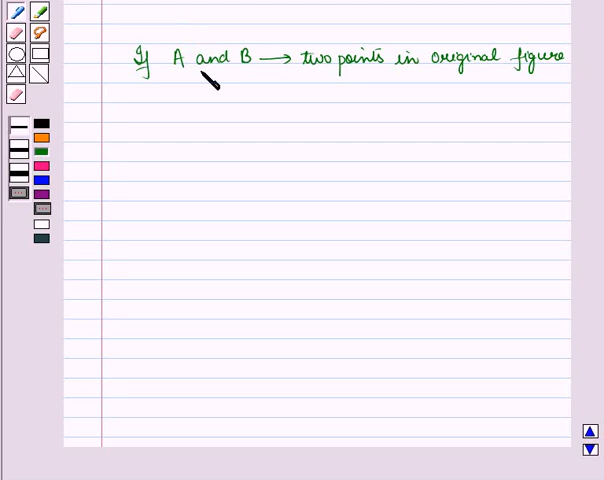 If A and B → two points in original figure